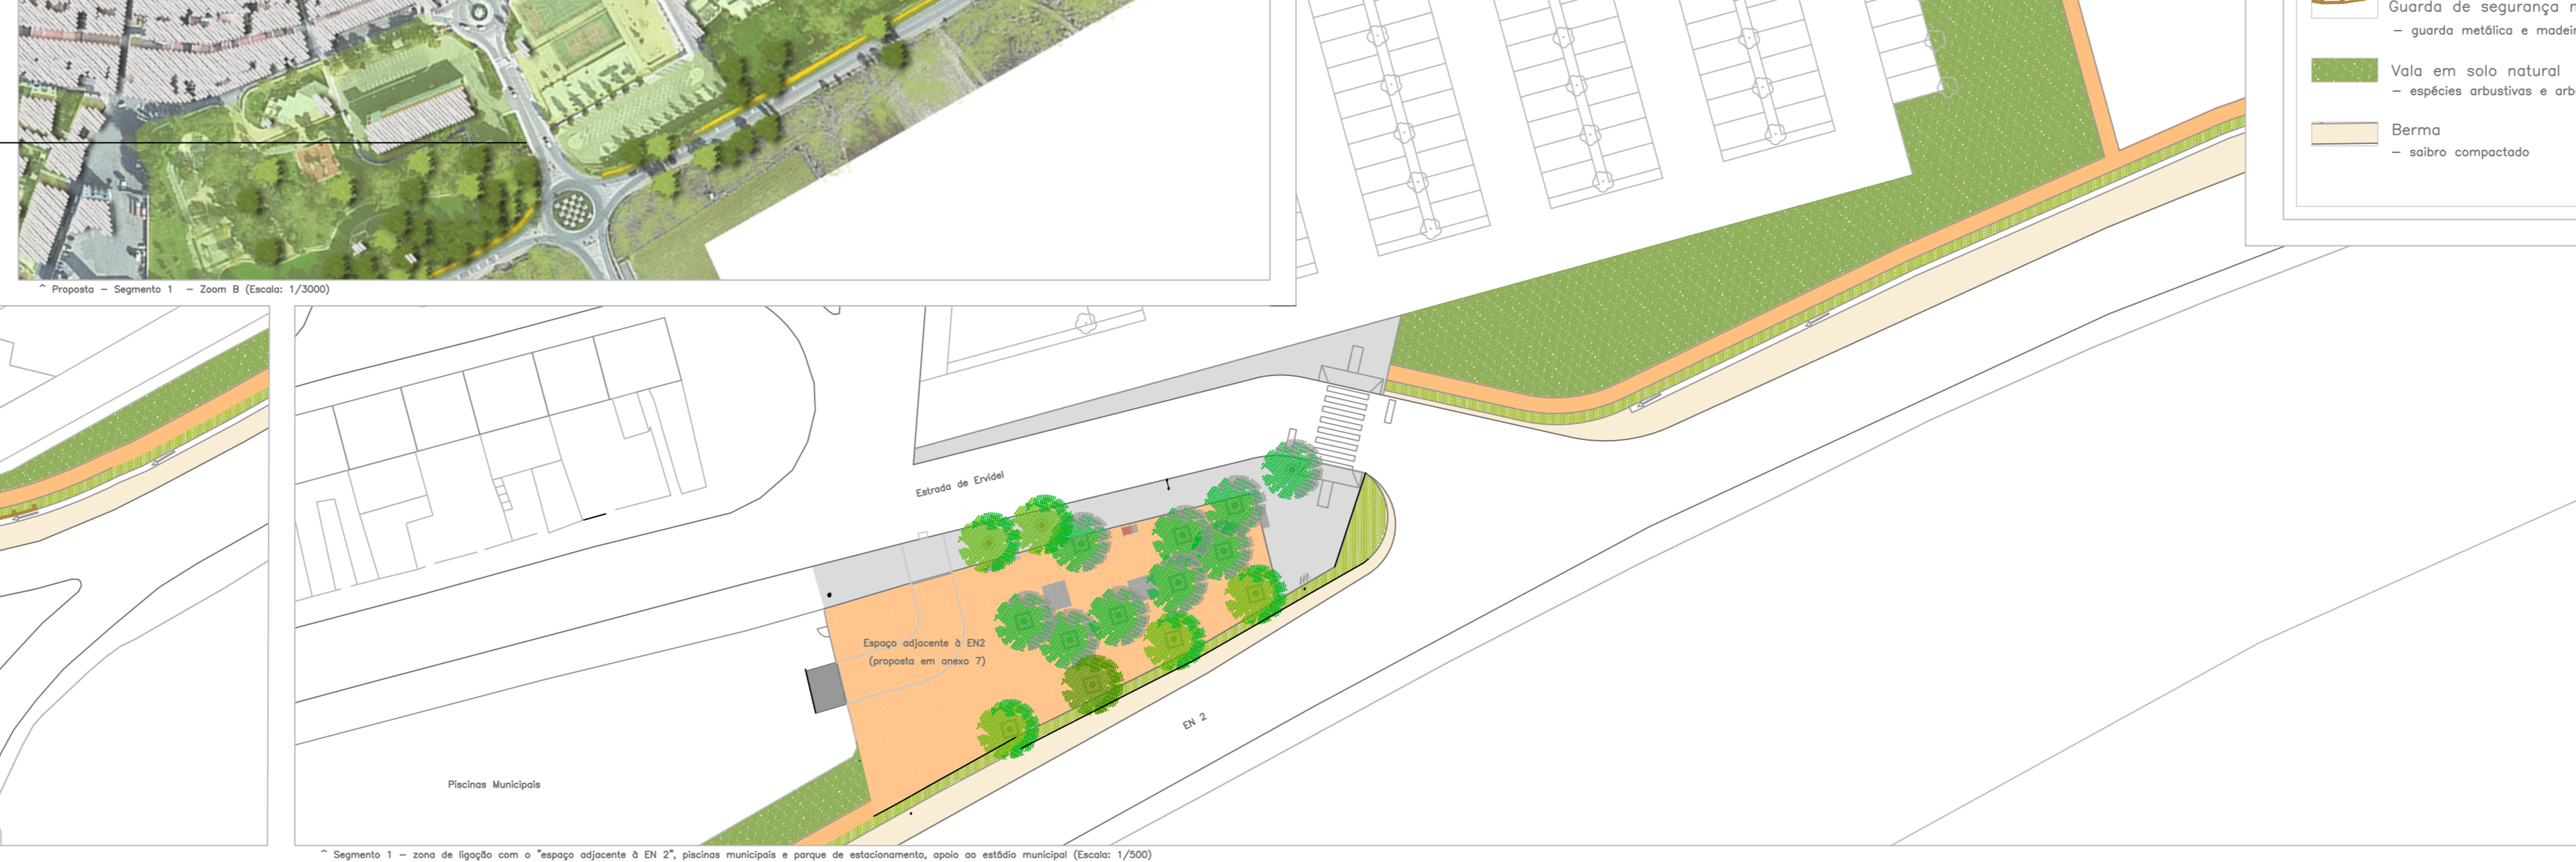 Guarda de segurança
– guarda metálica e
Vala em solo natural
– espécies arbustivas e
Berma
– saibro compactado
^ Proposta – Segmento 1 – Zoom B (Escala: 1/3000)
Estrada de Ervidel
Espaço adjacente à EN2
(proposta em anexo 7)
EN 2
Piscinas Municipais
^ Segmento 1 – zona de ligação com o "espaço adjacente à EN 2", piscinas municipais e parque de estacionamento, apoio ao estádio municipal (Escala: 1/500)